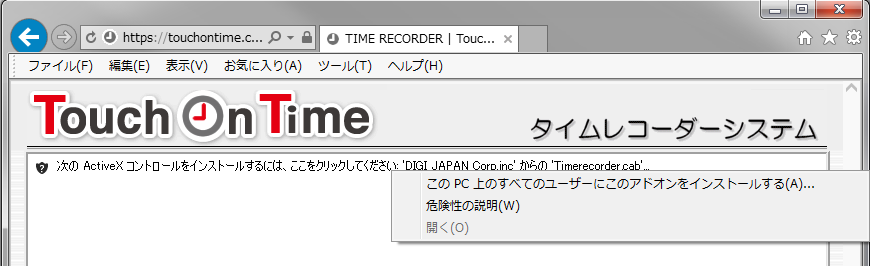 https://touchontime.c...
TIME RECORDER | Touc...
ファイル(F) 編集(E) 表示(V) お気に入り(A) ツール(T) ヘルプ(H)
Touch On Time
タイムレコーダーシステム
次の ActiveX コントロールをインストールするには、ここをクリックしてください: 'DIGI JAPAN Corp.inc' からの 'Timerecorder.cab'...
この PC 上のすべてのユーザーにこのアドオンをインストールする(A)...
危険性の説明(W)
開く(O)